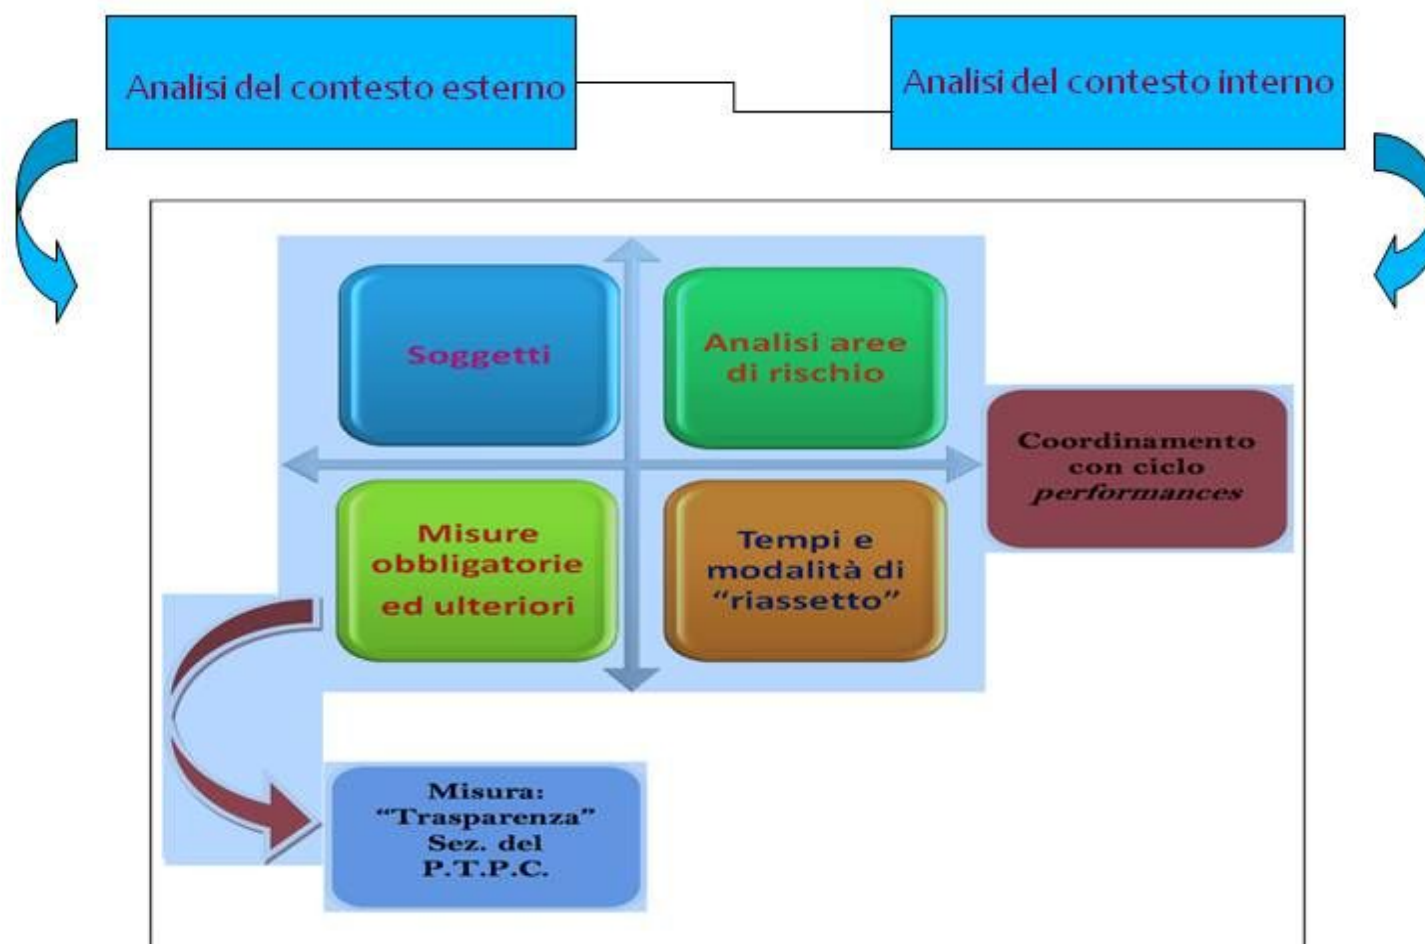 Analisi del contesto esterno
Analisi del contesto interno
Soggetti
Analisi aree
di rischio
Coordinamento
con ciclo
performances
Misure
obbligatorie
ed ulteriori
Tempi e
modalità di
“riassetto”
Misura:
“Trasparenza”
Sez. del
P.T.P.C.